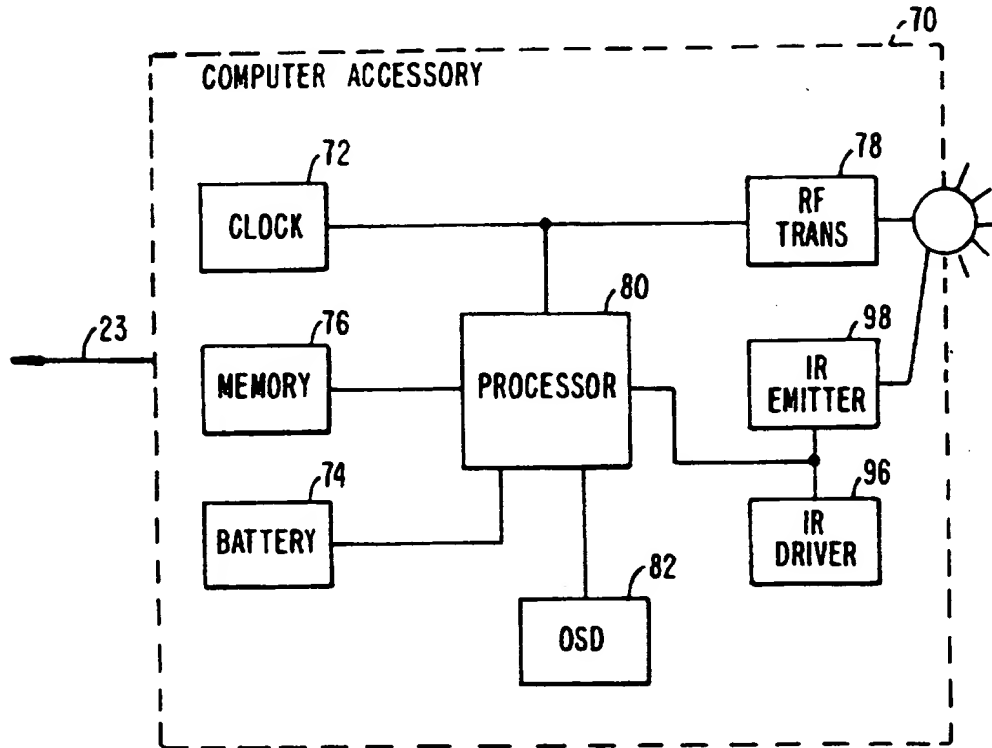 70
COMPUTER ACCESSORY
72
CLOCK
78
RF
TRANS
23
76
MEMORY
80
PROCESSOR
98
IR
EMITTER
74
BATTERY
96
IR
DRIVER
82
OSD